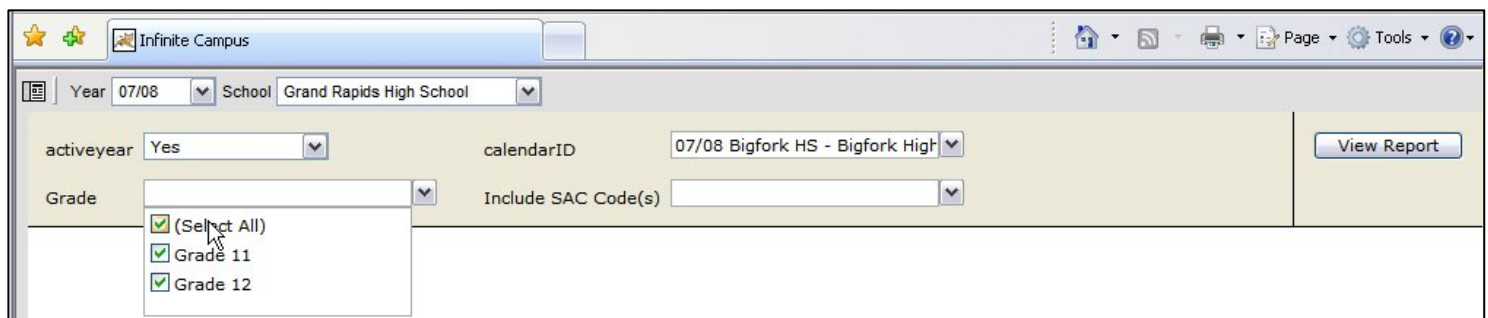 Infinite Campus Page Tools
Year 07/08 School Grand Rapids High School
activeyear Yes calendarID 07/08 Bigfork HS - Bigfork High View Report
Grade Include SAC Code(s)
(Select All)
Grade 11
Grade 12